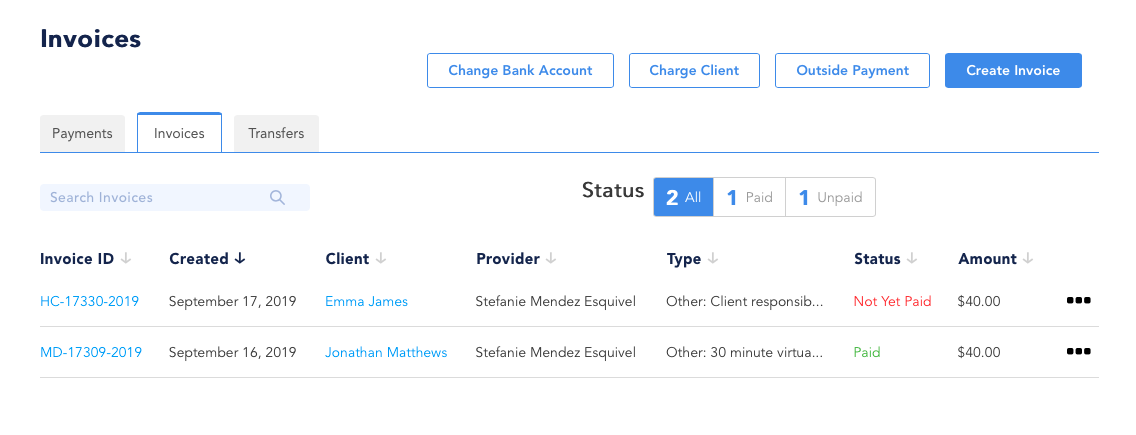 Invoices
Change Bank Account Charge Client Outside Payment Create Invoice
Payments Invoices Transfers
Search Invoices Status 2 All 1 Paid 1 Unpaid
Invoice ID Created Client Provider Type Status Amount
HC-17330-2019 September 17, 2019 Emma James Stefanie Mendez Esquivel Other: Client responsib... Not Yet Paid $40.00
MD-17309-2019 September 16, 2019 Jonathan Matthews Stefanie Mendez Esquivel Other: 30 minute virtua... Paid $40.00